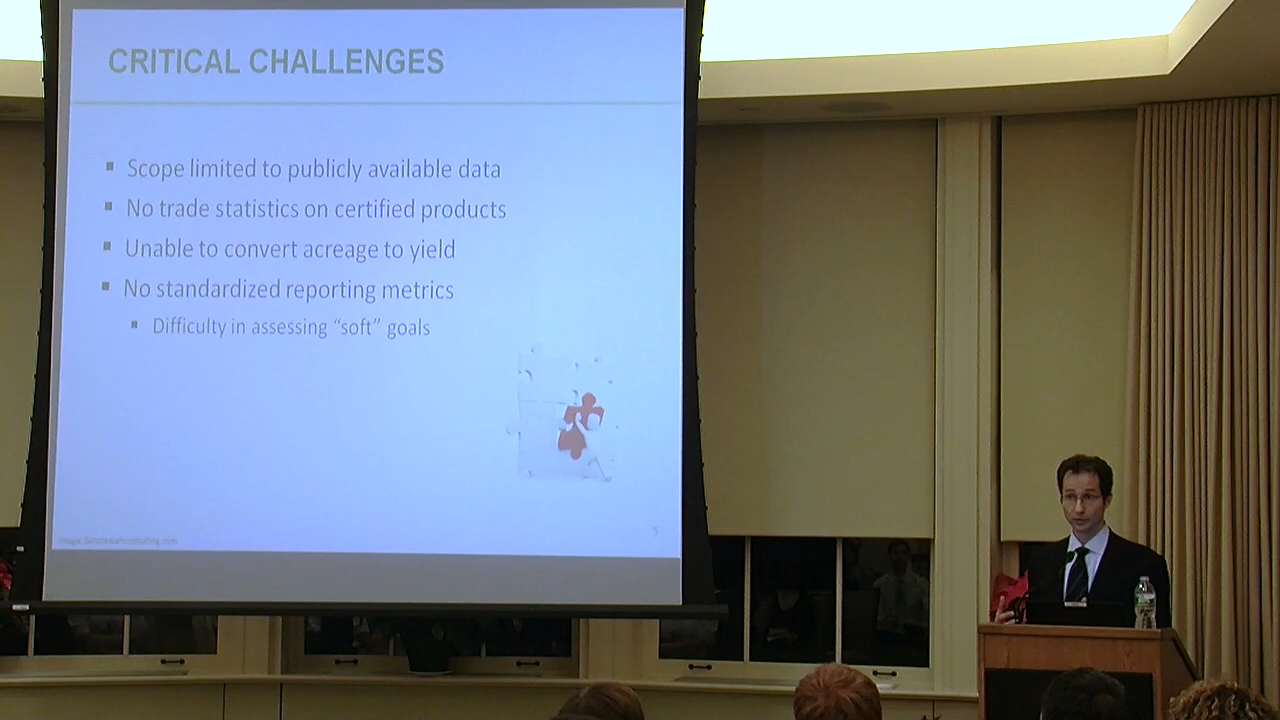 CRITICAL CHALLENGES
Scope limited to publicly available data
No trade statistics on certified products
Unable to convert acreage to yield
No standardized reporting metrics
Difficulty in assessing “soft” goals
5